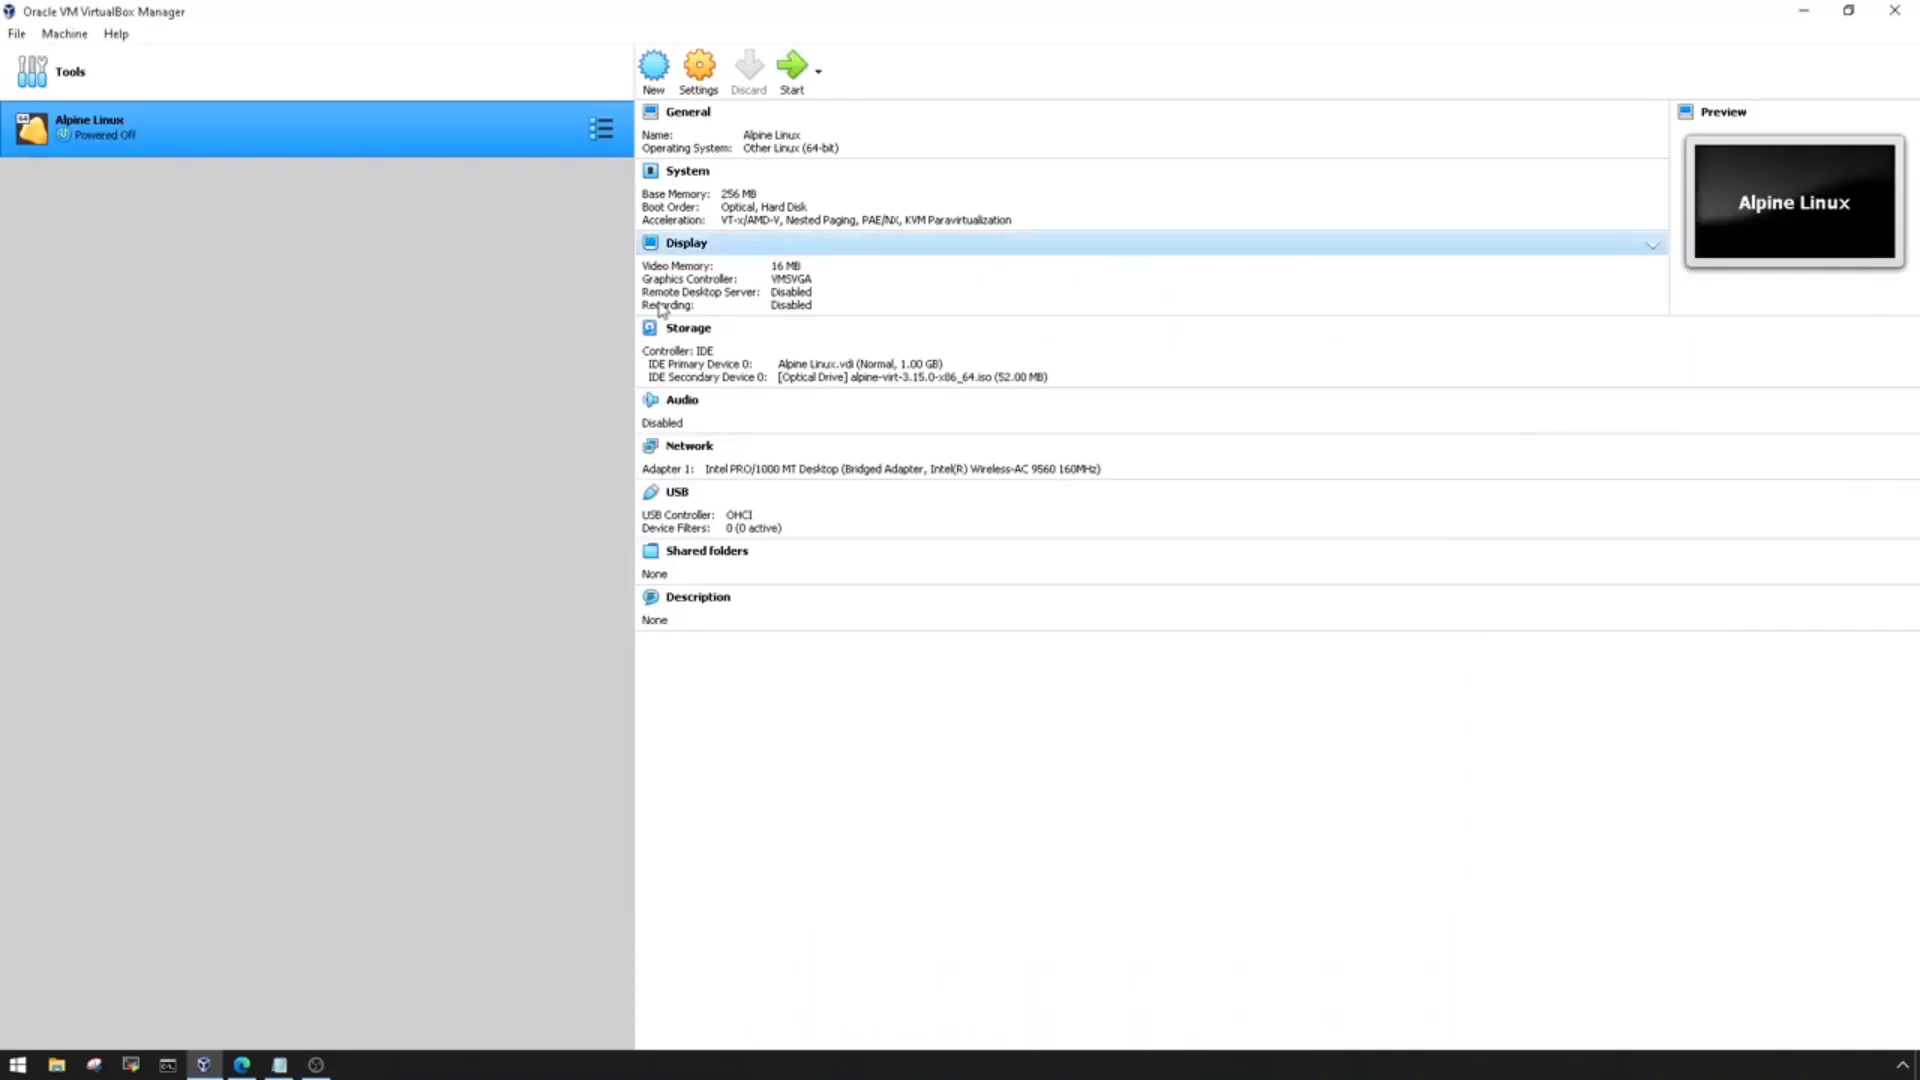 Oracle VM VirtualBox Manager
File Machine Help
Tools
New Settings Discard Start
64 Alpine Linux
Powered Off
General
Name: Alpine Linux
Operating System: Other Linux (64-bit)
System
Base Memory: 256 MB
Boot Order: Optical, Hard Disk
Acceleration: VT-x/AMD-V, Nested Paging, PAE/NX, KVM Paravirtualization
Display
Video Memory: 16 MB
Graphics Controller: VMSVGA
Remote Desktop Server: Disabled
Recording: Disabled
Storage
Controller: IDE
IDE Primary Device 0: Alpine Linux.vdi (Normal, 1.00 GB)
IDE Secondary Device 0: [Optical Drive] alpine-virt-3.15.0-x86_64.iso (52.00 MB)
Audio
Disabled
Network
Adapter 1: Intel PRO/1000 MT Desktop (Bridged Adapter, Intel(R) Wireless-AC 9560 160MHz)
USB
USB Controller: OHCI
Device Filters: 0 (0 active)
Shared folders
None
Description
None
Preview
Alpine Linux